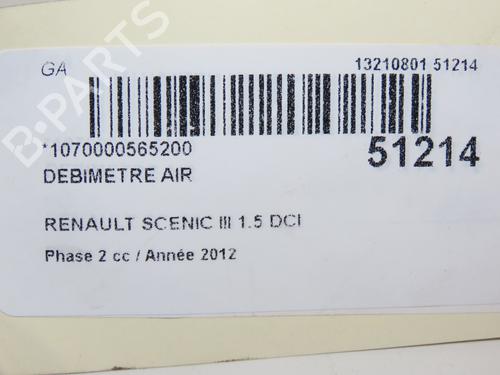 GA 13210801 51214
*1070000565200 51214
DEBIMETRE AIR
RENAULT SCENIC III 1.5 DCI
Phase 2 cc / Année 2012
B-PARTS